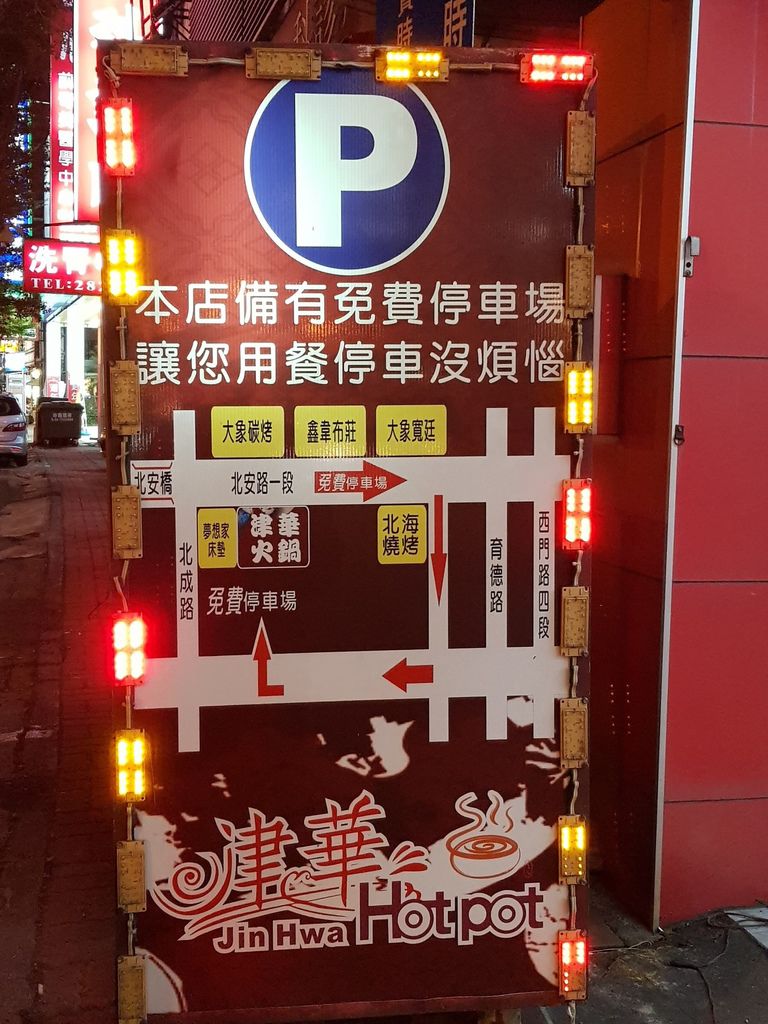 洗腎
TEL:28
P
本店備有免費停車場
讓您用餐停車沒煩惱
大象碳烤
鑫韋布莊
大象寬廷
北安橋
北安路一段
免費停車場
夢想家
床墊
津華
火鍋
北海
燒烤
北成路
育德路
西門路四段
免費停車場
津華
Jin Hwa Hot pot